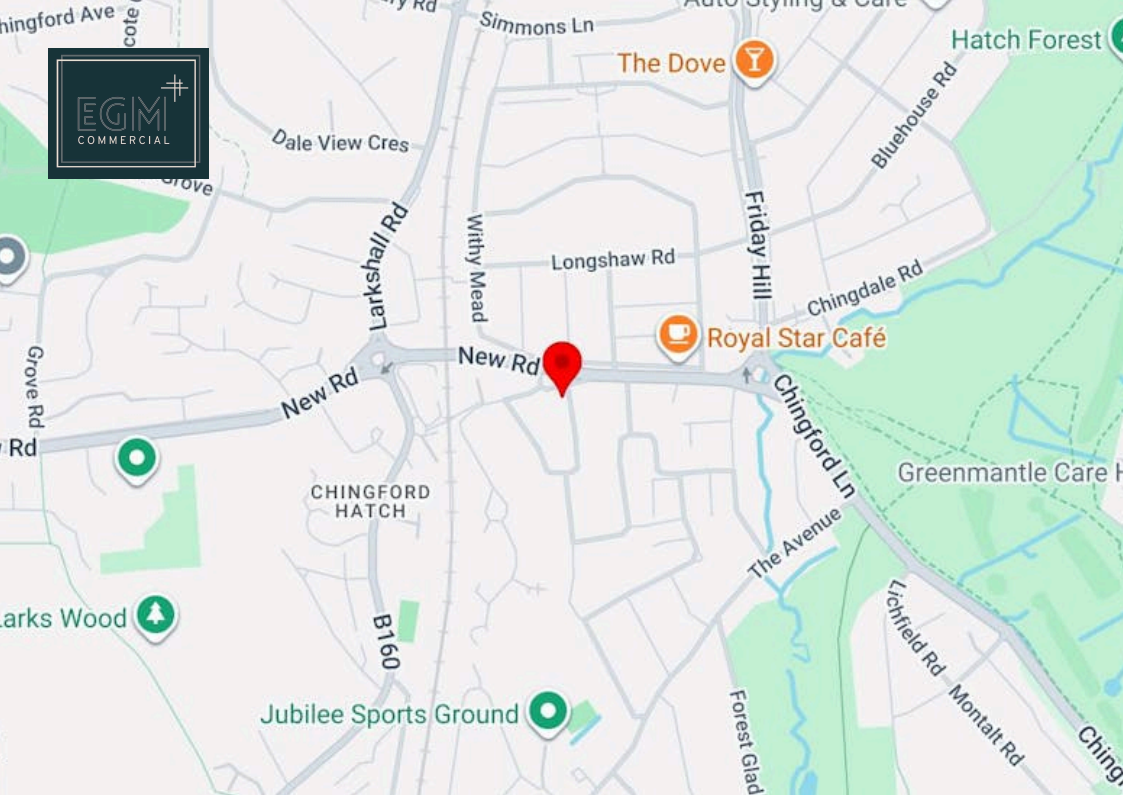 Simmons Ln
Auto Styling & Care
hingford Ave
Hatch Forest
The Dove
EGM
COMMERCIAL
Dale View Cres
Bluehouse Rd
Grove
Larkshall Rd
Withy Mead
Friday Hill
Longshaw Rd
Chingdale Rd
Royal Star Café
Grove Rd
New Rd
New Rd
Rd
Chingford Ln
CHINGFORD
HATCH
Greenmantle Care H
The Avenue
Larks Wood
B160
Lichfield Rd
Montalt Rd
Jubilee Sports Ground
Forest Glad
Ching